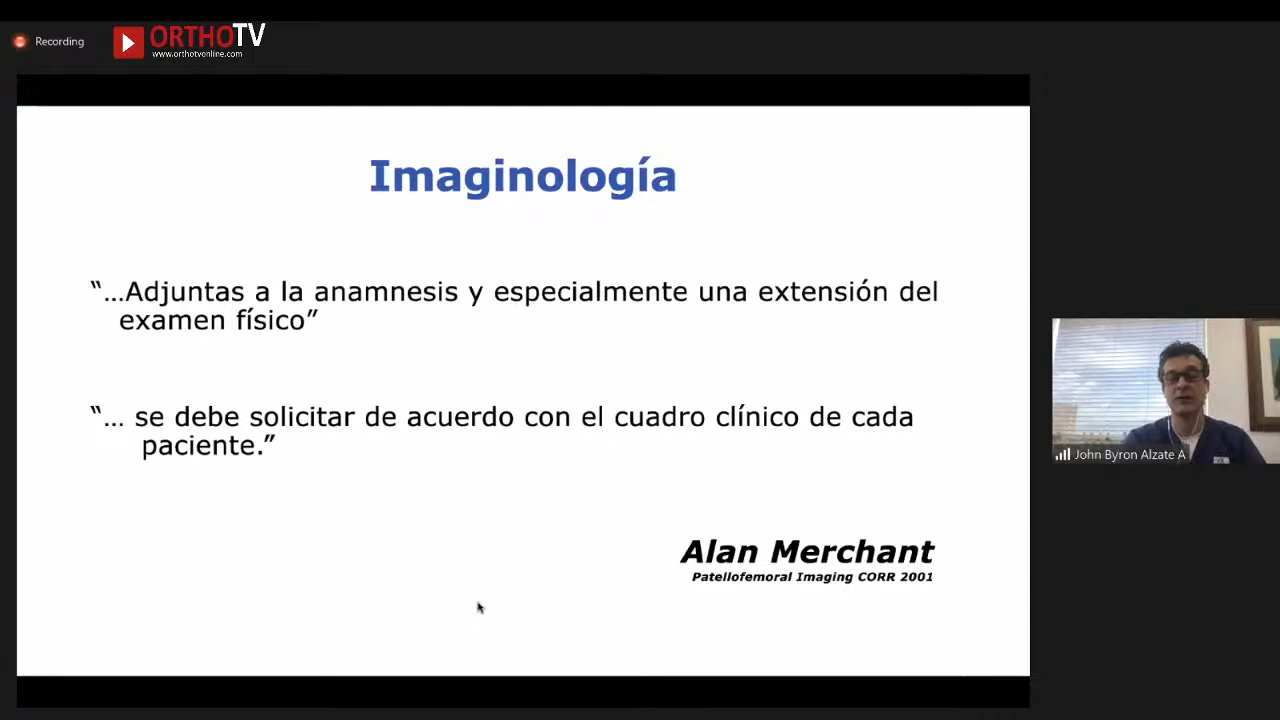 Recording
ORTHOTV
www.orthotvonline.com
Imaginología
“...Adjuntas a la anamnesis y especialmente una extensión del
examen físico”
“... se debe solicitar de acuerdo con el cuadro clínico de cada
paciente.”
Alan Merchant
Patellofemoral Imaging CORR 2001
John Byron Alzate A